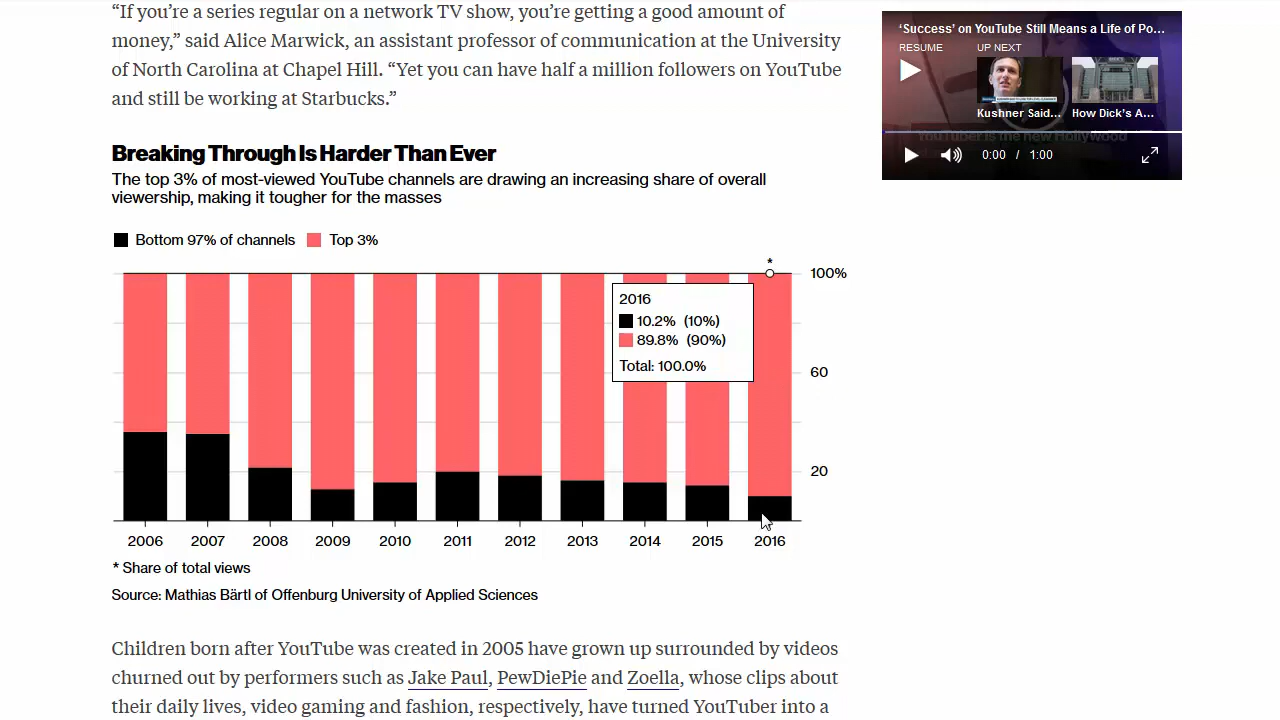 “If you’re a series regular on a network TV show, you’re getting a good amount of
money,” said Alice Marwick, an assistant professor of communication at the University
of North Carolina at Chapel Hill. “Yet you can have half a million followers on YouTube
and still be working at Starbucks.”
Breaking Through Is Harder Than Ever
The top 3% of most-viewed YouTube channels are drawing an increasing share of overall
viewership, making it tougher for the masses
Bottom 97% of channels Top 3%
*
100%
2016
10.2% (10%)
89.8% (90%)
Total: 100.0%
60
20
2006 2007 2008 2009 2010 2011 2012 2013 2014 2015 2016
* Share of total views
Source: Mathias Bärtl of Offenburg University of Applied Sciences
Children born after YouTube was created in 2005 have grown up surrounded by videos
churned out by performers such as Jake Paul, PewDiePie and Zoella, whose clips about
their daily lives, video gaming and fashion, respectively, have turned YouTuber into a
‘Success’ on YouTube Still Means a Life of Po...
RESUME UP NEXT
Kushner Said... How Dick’s A...
YouTuber is the new Hollywood
0:00 / 1:00